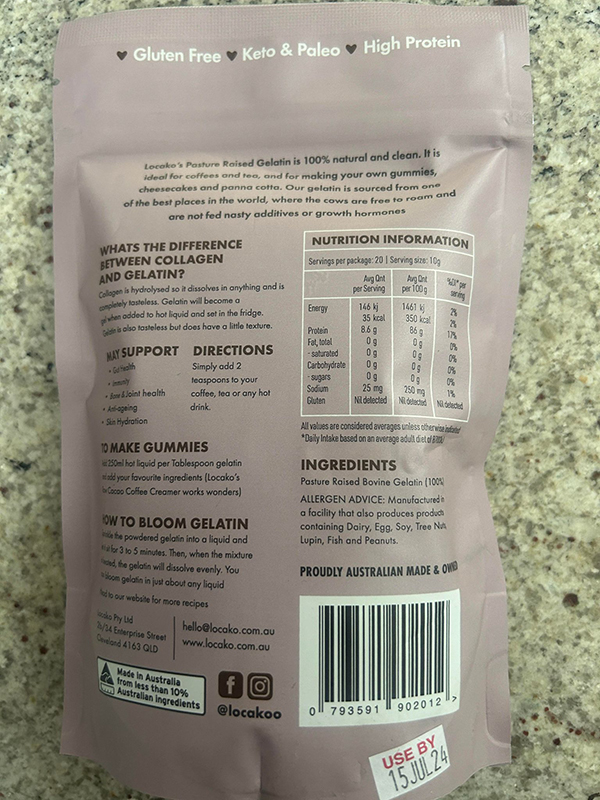 ♥ Gluten Free ♥ Keto & Paleo ♥ High Protein
Locako's Pasture Raised Gelatin is 100% natural and clean. It is
ideal for coffees and tea, and for making your own gummies,
cheesecakes and panna cotta. Our gelatin is sourced from one
of the best places in the world, where the cows are free to roam and
are not fed nasty additives or growth hormones
WHATS THE DIFFERENCE
BETWEEN COLLAGEN
AND GELATIN?
Collagen is hydrolysed so it dissolves in anything and is
completely tasteless. Gelatin will become a
gel when added to hot liquid and set in the fridge.
Gelatin is also tasteless but does have a little texture.
MAY SUPPORT
• Gut health
• Immunity
• Bone & Joint health
• Anti-ageing
• Skin Hydration
DIRECTIONS
Simply add 2
teaspoons to your
coffee, tea or any hot
drink.
TO MAKE GUMMIES
250ml hot liquid per Tablespoon gelatin
add your favourite ingredients (Locako's
Cacao Coffee Creamer works wonders)
HOW TO BLOOM GELATIN
the powdered gelatin into a liquid and
for 3 to 5 minutes. Then, when the mixture
the gelatin will dissolve evenly. You
bloom gelatin in just about any liquid
to our website for more recipes
Locako Pty Ltd
/34 Enterprise Street
Cleveland 4163 QLD
hello@locako.com.au
www.locako.com.au
Made in Australia
from less than 10%
Australian ingredients
@locakoo
NUTRITION INFORMATION
Servings per package: 20 | Serving size: 10g
Avg Qnt per Serving Avg Qnt per 100 g %DI* per serving
Energy 146 kj 1461 kj 2%
35 kcal 350 kcal 2%
Protein 8.6 g 86 g 17%
Fat, total 0 g 0 g 0%
- saturated 0 g 0 g 0%
Carbohydrate 0 g 0 g 0%
- sugars 0 g 0 g 0%
Sodium 25 mg 250 mg 1%
Gluten Nil detected Nil detected Nil detected
All values are considered averages unless otherwise indicated
*Daily Intake based on an average adult diet of
INGREDIENTS
Pasture Raised Bovine Gelatin (100%)
ALLERGEN ADVICE: Manufactured in
a facility that also produces products
containing Dairy, Egg, Soy, Tree Nuts,
Lupin, Fish and Peanuts.
PROUDLY AUSTRALIAN MADE & OWNED
0 793591 902012 >
USE BY
15JUL24